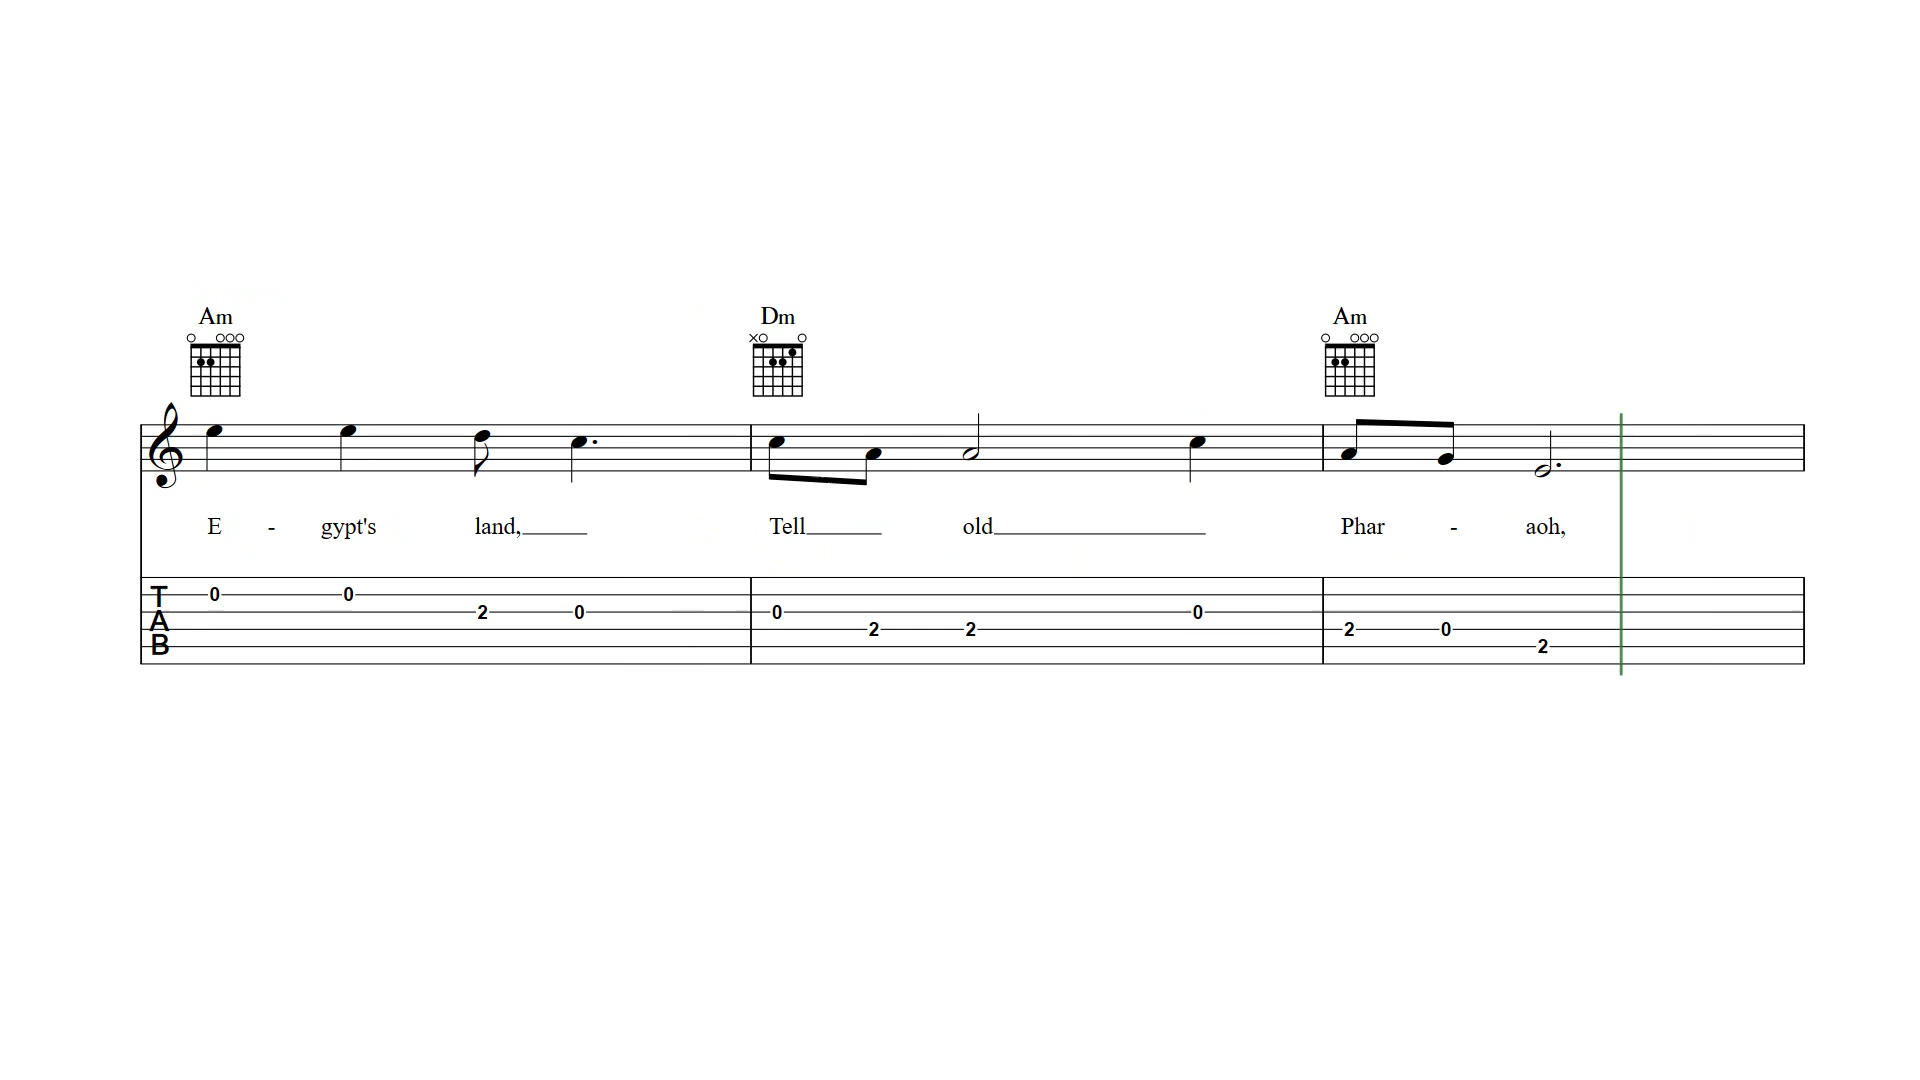 Am Dm Am
E - gypt's land, Tell old Phar - aoh,
T 0 0 2 0 0 2 2 0 2 0 2
A
B